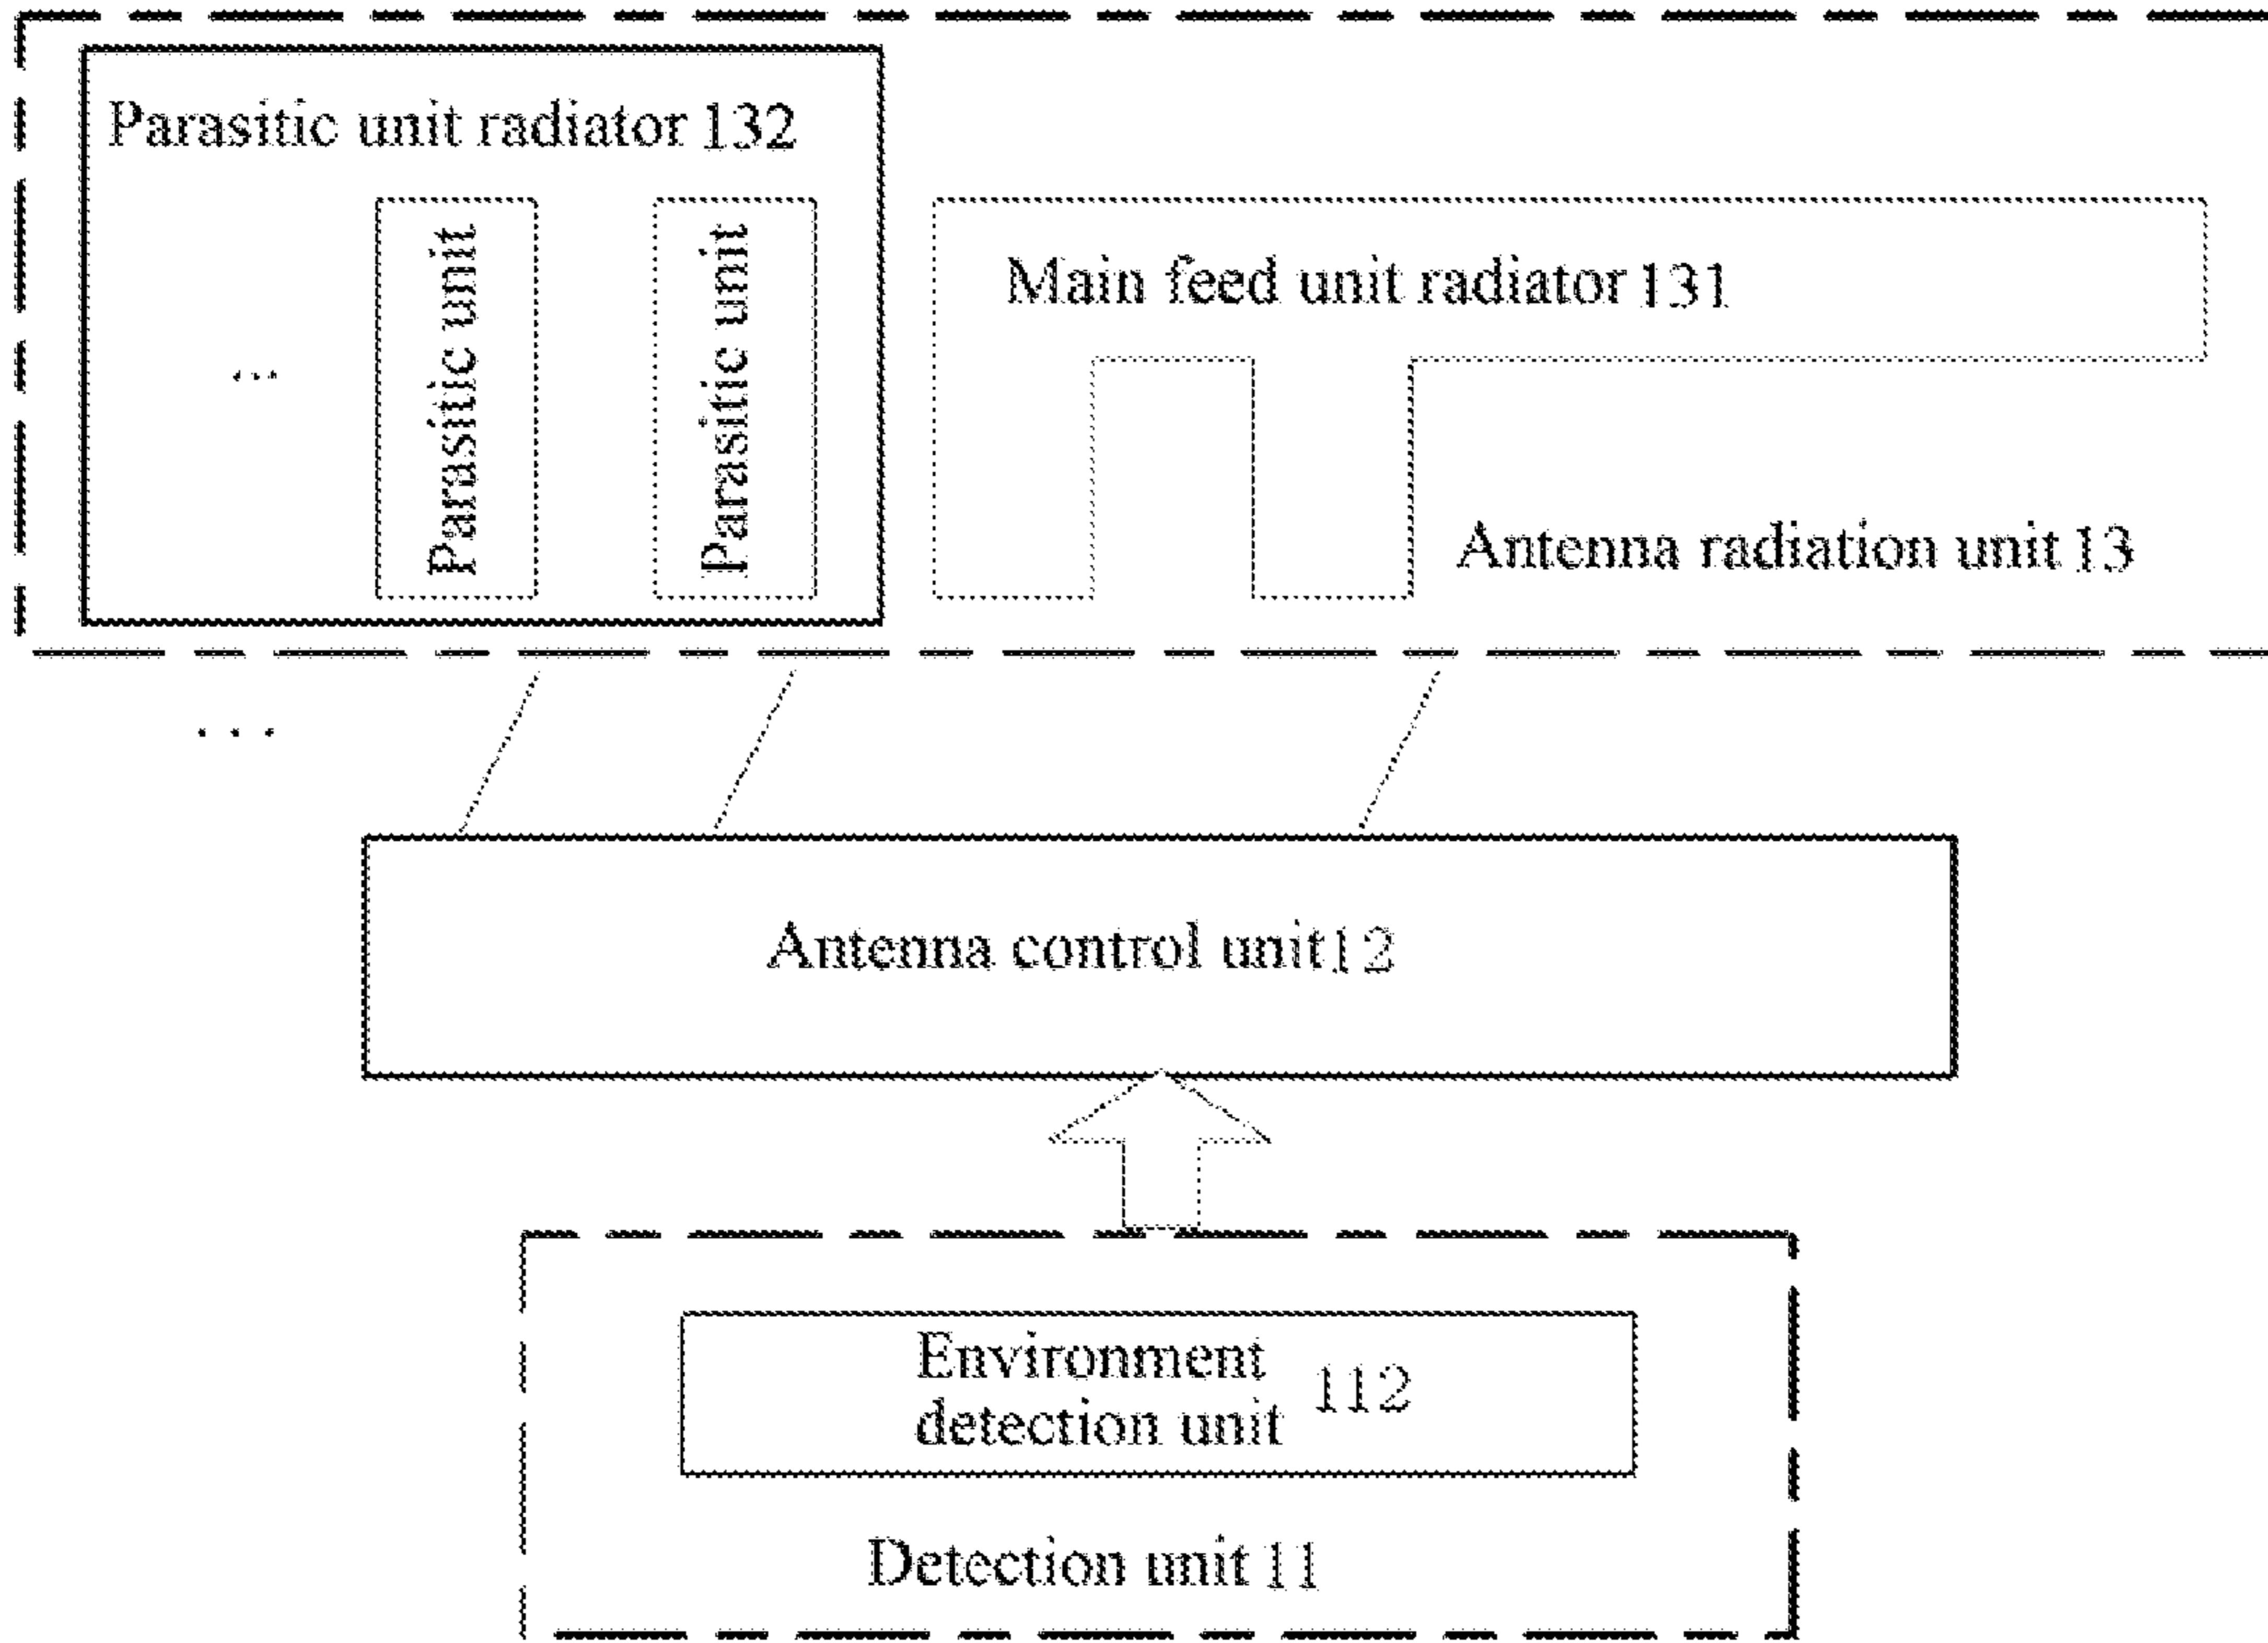 Parasitic unit radiator 132
...
Parasitic unit
Parasitic unit
Main feed unit radiator 131
Antenna radiation unit 13
...
Antenna control unit 12
Environment
detection unit 112
Detection unit 11